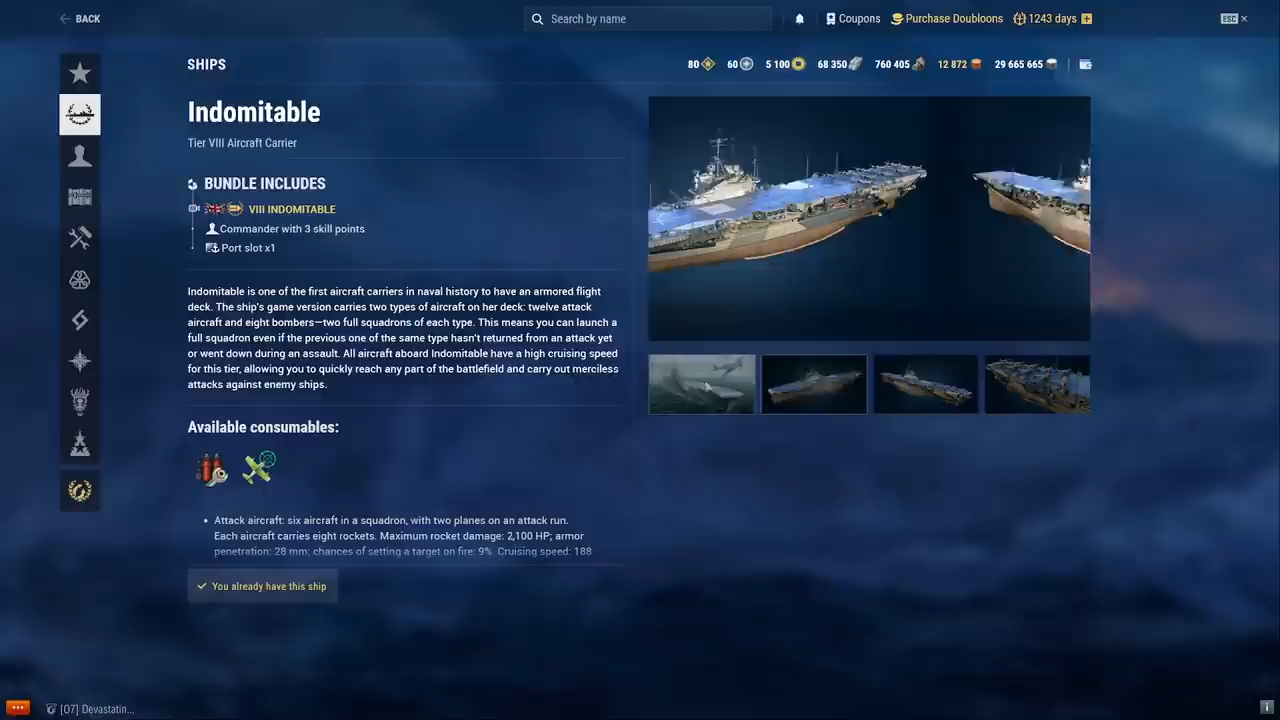 BACK
Search by name
Coupons
Purchase Doubloons
1243 days
ESC ×
SHIPS
80
60
5 100
68 350
760 405
12 872
29 665 665
Indomitable
Tier VIII Aircraft Carrier
BUNDLE INCLUDES
VIII INDOMITABLE
Commander with 3 skill points
Port slot x1
Indomitable is one of the first aircraft carriers in naval history to have an armored flight
deck. The ship's game version carries two types of aircraft on her deck: twelve attack
aircraft and eight bombers—two full squadrons of each type. This means you can launch a
full squadron even if the previous one of the same type hasn't returned from an attack yet
or went down during an assault. All aircraft aboard Indomitable have a high cruising speed
for this tier, allowing you to quickly reach any part of the battlefield and carry out merciless
attacks against enemy ships.
Available consumables:
• Attack aircraft: six aircraft in a squadron, with two planes on an attack run.
Each aircraft carries eight rockets. Maximum rocket damage: 2,100 HP; armor
penetration: 28 mm; chances of setting a target on fire: 9%. Cruising speed: 188
You already have this ship
[O7] Devastatin...